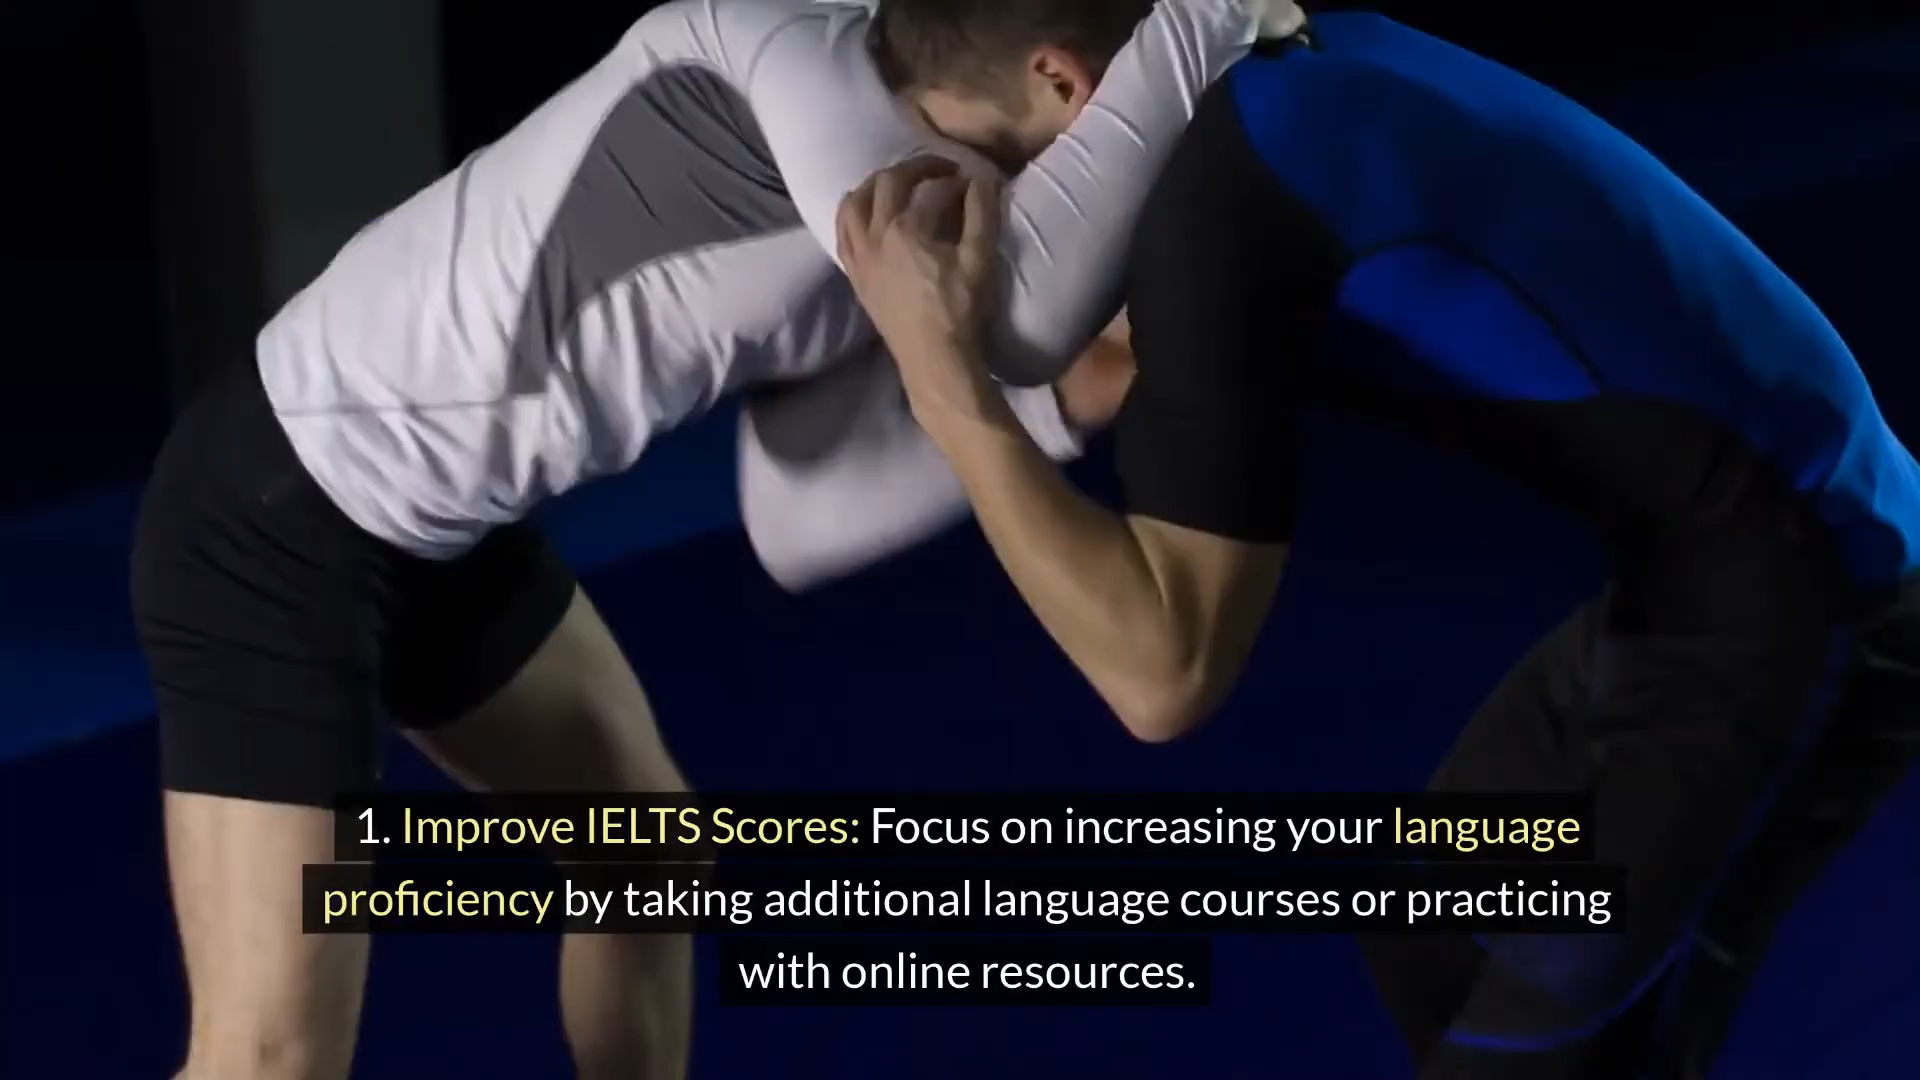 1. Improve IELTS Scores: Focus on increasing your language
proficiency by taking additional language courses or practicing
with online resources.